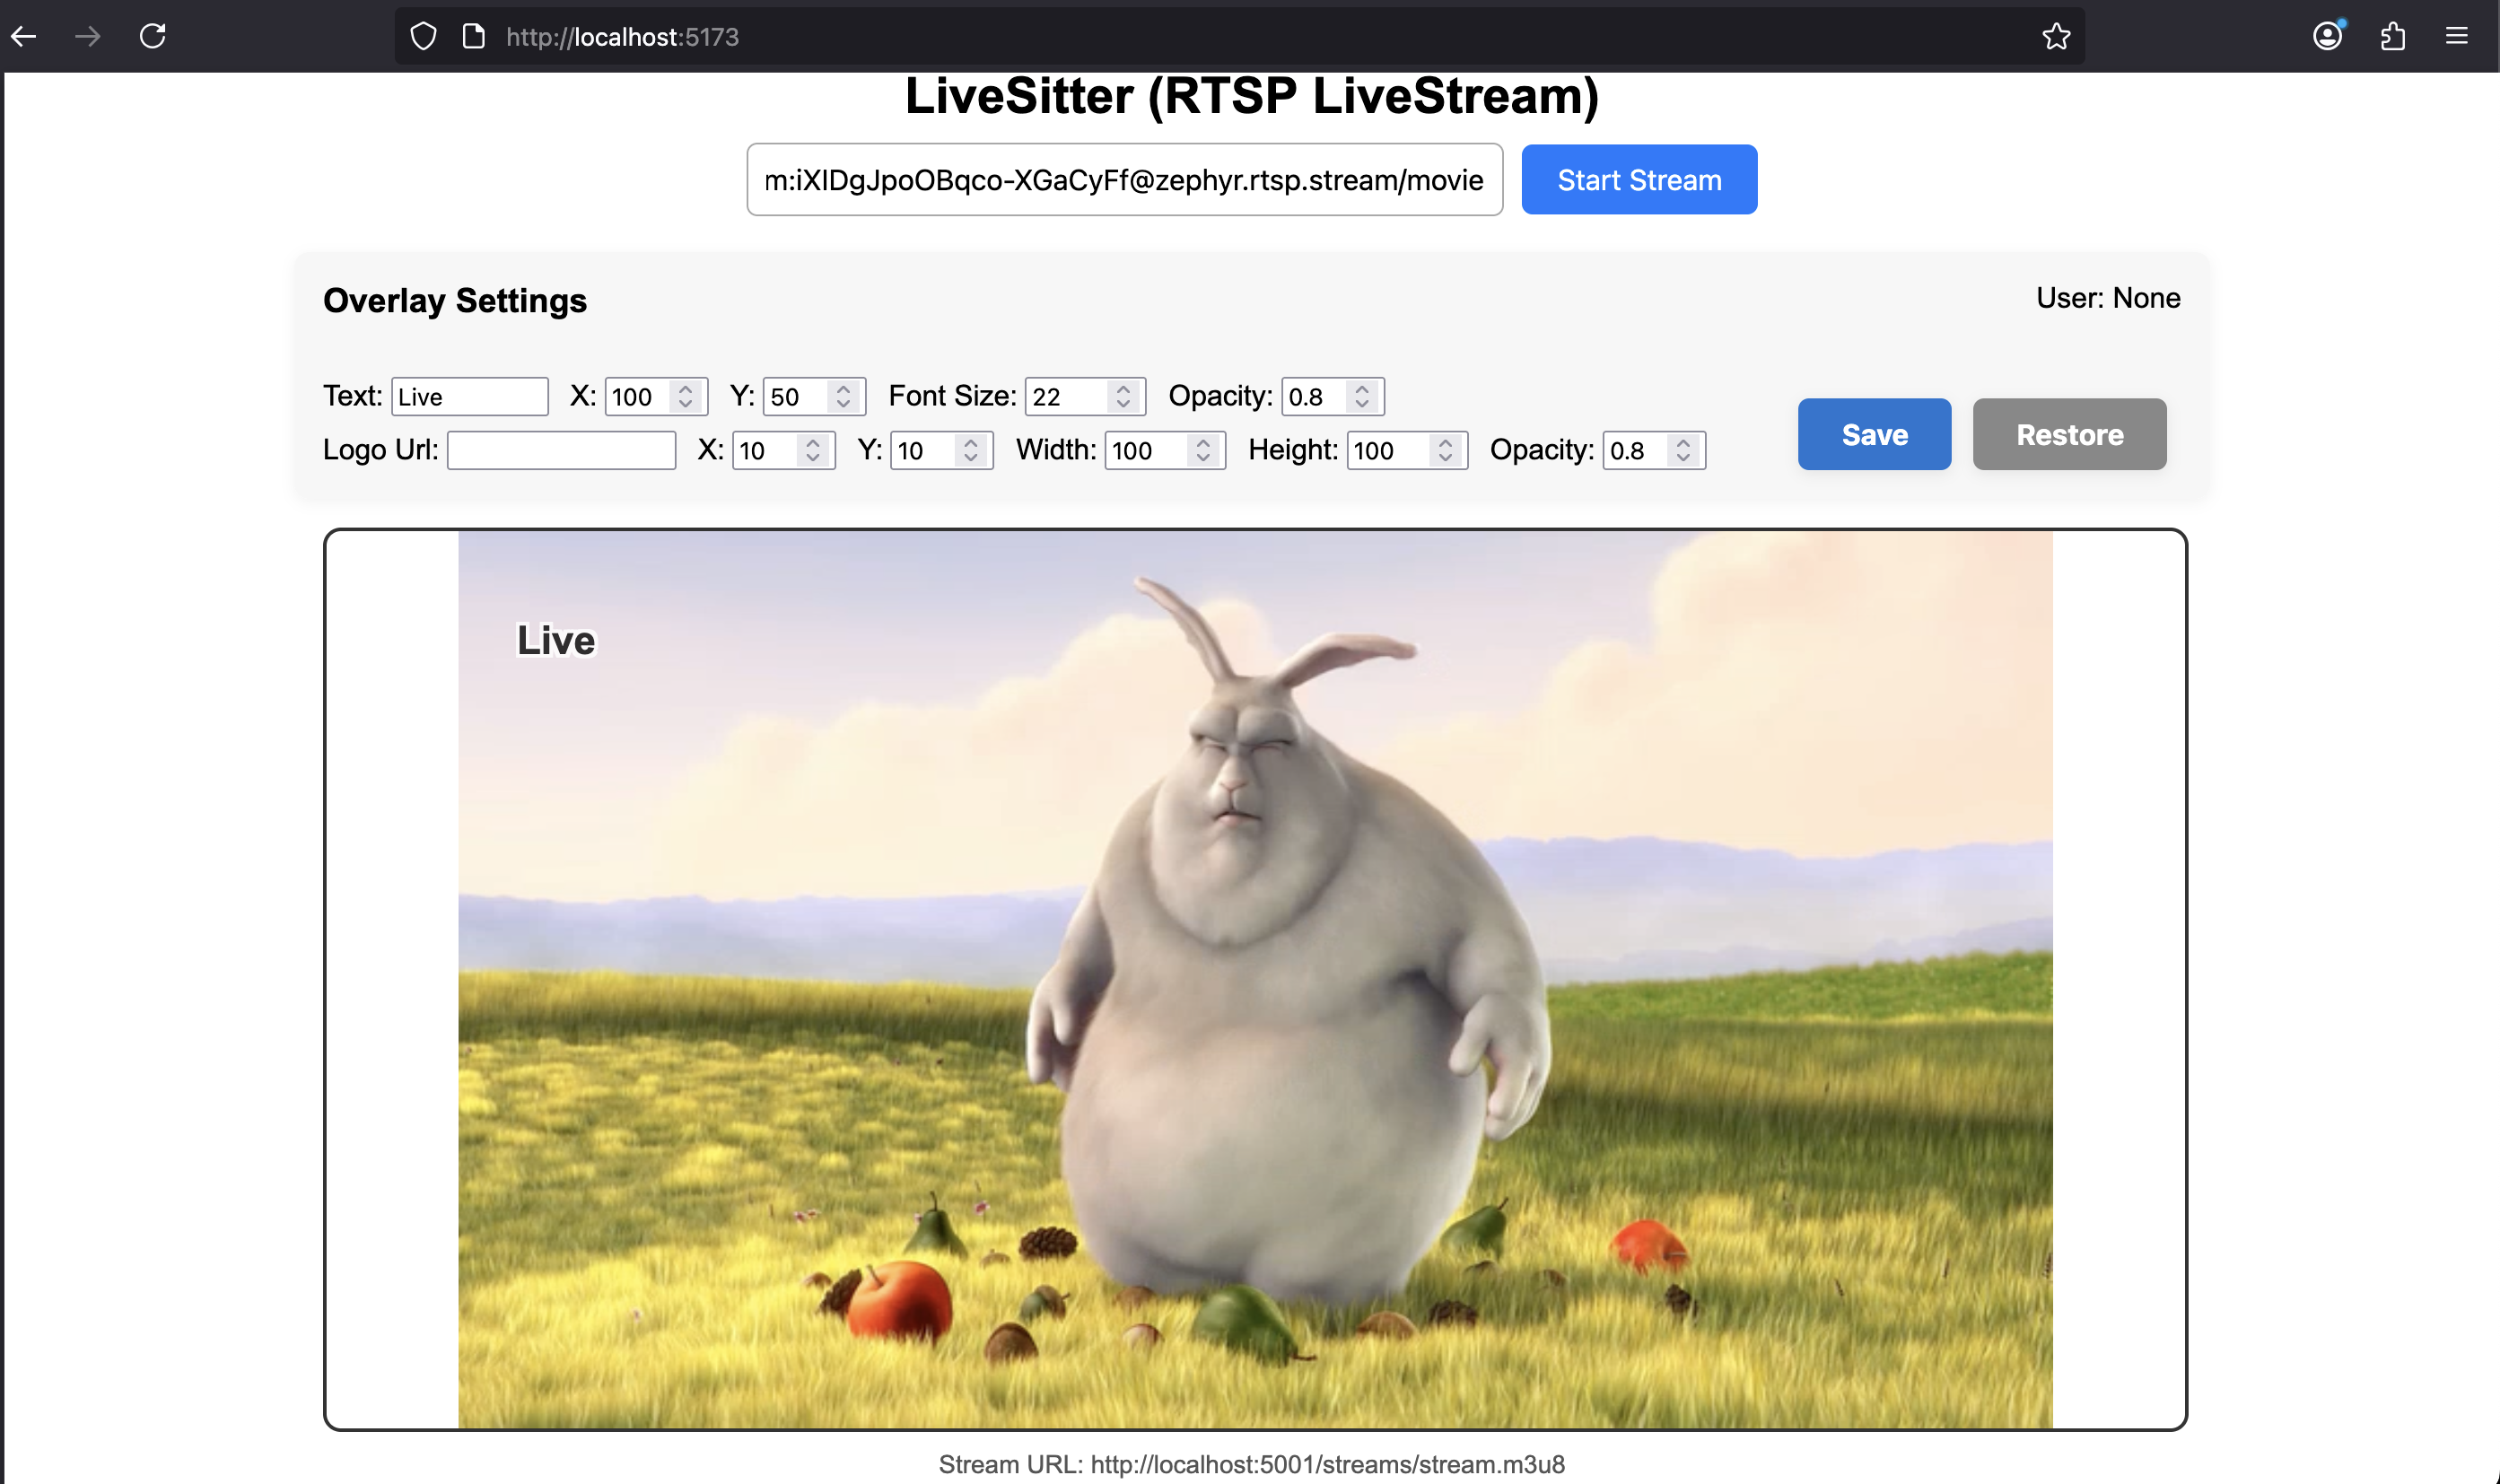 http://localhost:5173
LiveSitter (RTSP LiveStream)
m:iXIDgJpoOBqco-XGaCyFf@zephyr.rtsp.stream/movie Start Stream
Overlay Settings User: None
Text: Live X: 100 Y: 50 Font Size: 22 Opacity: 0.8
Logo Url: X: 10 Y: 10 Width: 100 Height: 100 Opacity: 0.8
Save Restore
Live
Stream URL: http://localhost:5001/streams/stream.m3u8